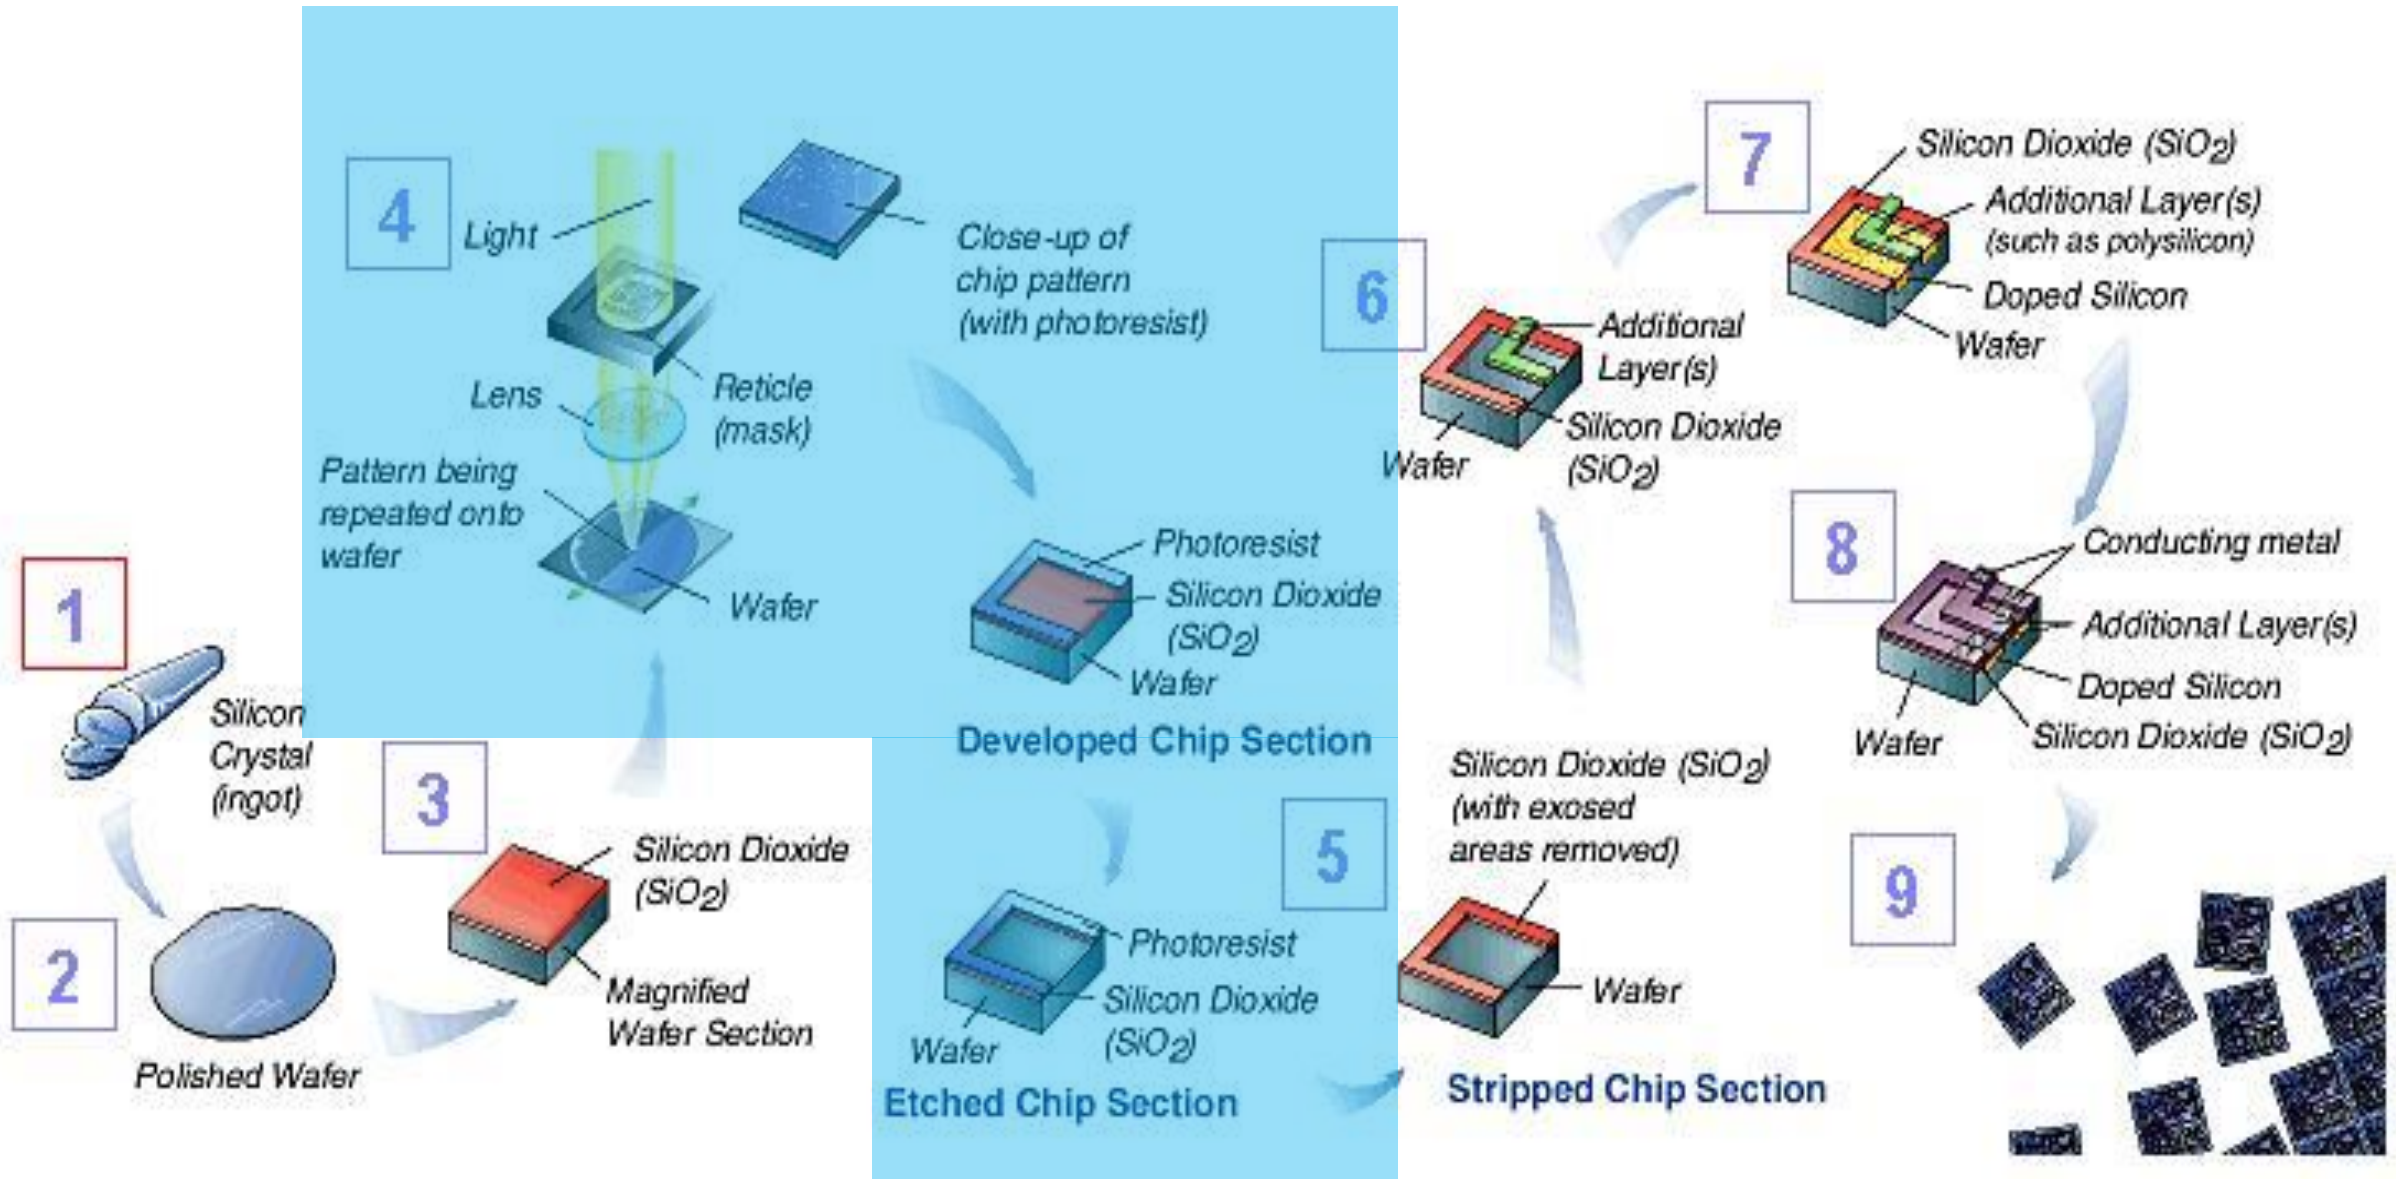 1
Silicon
Crystal
(ingot)
2
Polished Wafer
3
Silicon Dioxide
(SiO2)
Magnified
Wafer Section
4
Light
Lens
Reticle
(mask)
Pattern being
repeated onto
wafer
Wafer
Close-up of
chip pattern
(with photoresist)
Photoresist
Silicon Dioxide
(SiO2)
Wafer
Developed Chip Section
5
Photoresist
Silicon Dioxide
(SiO2)
Wafer
Etched Chip Section
Silicon Dioxide (SiO2)
(with exosed
areas removed)
Wafer
Stripped Chip Section
6
Additional
Layer(s)
Silicon Dioxide
(SiO2)
Wafer
7
Silicon Dioxide (SiO2)
Additional Layer(s)
(such as polysilicon)
Doped Silicon
Wafer
8
Conducting metal
Additional Layer(s)
Doped Silicon
Silicon Dioxide (SiO2)
Wafer
9